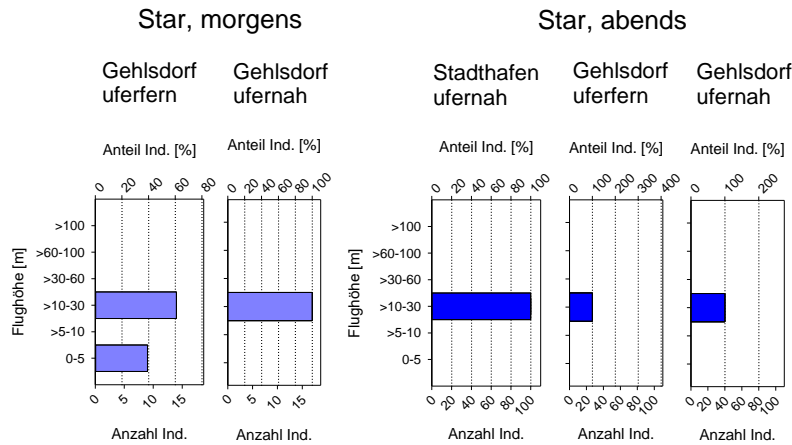 Star, morgens
Star, abends
Gehlsdorf
uferfern
Gehlsdorf
ufernah
Stadthafen
ufernah
Gehlsdorf
uferfern
Gehlsdorf
ufernah
Anteil Ind. [%]
Anteil Ind. [%]
Anteil Ind. [%]
Anteil Ind. [%]
Anteil Ind. [%]
0 20 40 60 80
0 20 40 60 80 100
0 20 40 60 80 100
0 100 200 300 400
0 100 200
Flughöhe [m]
>100
>60-100
>30-60
>10-30
>5-10
0-5
Flughöhe [m]
>100
>60-100
>30-60
>10-30
>5-10
0-5
0 5 10 15
0 5 10 15
0 20 40 60 80 100
0 20 40 60 80 100
0 20 40 60 80 100
Anzahl Ind.
Anzahl Ind.
Anzahl Ind.
Anzahl Ind.
Anzahl Ind.